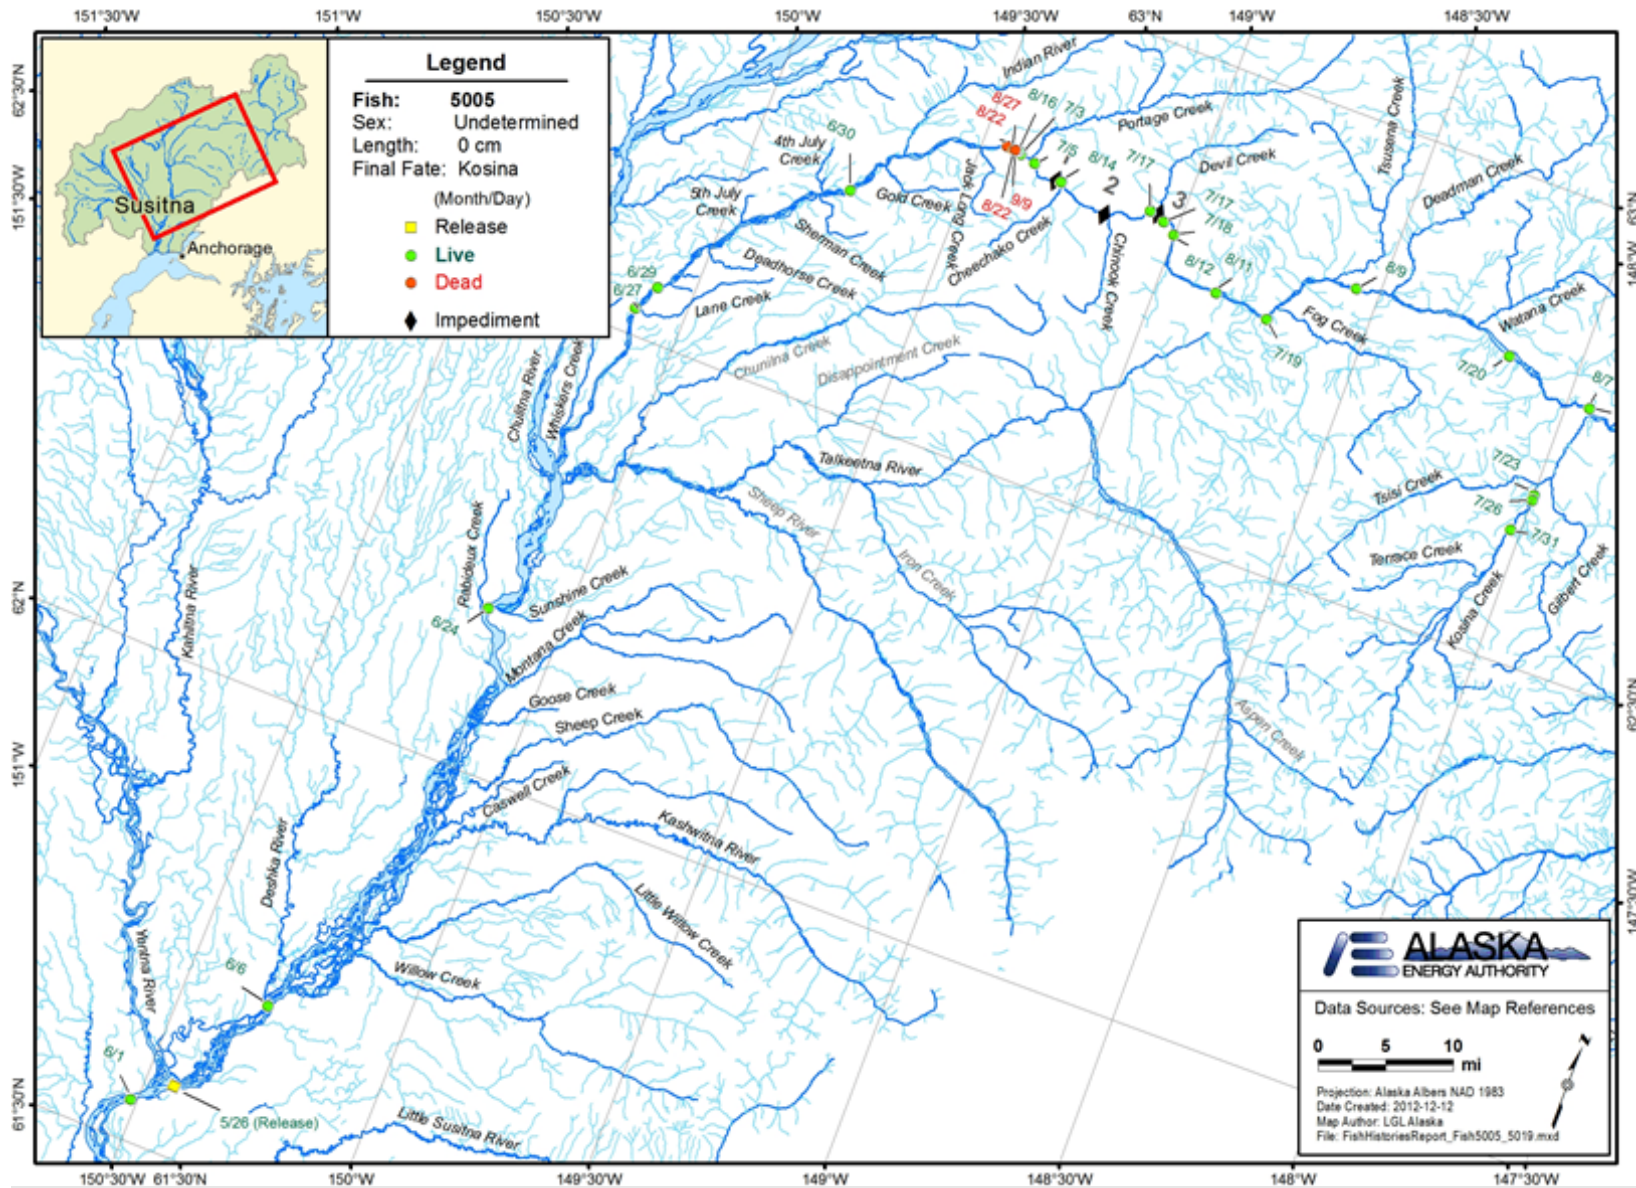 151°30'W 151°W 150°30'W 150°W 149°30'W 63°N 149°W 148°30'W
62°30'N
151°30'W
62°N
151°W
61°30'N
63°N
148°W
62°30'N
147°30'W
150°30'W 61°30'N 150°W 149°30'W 149°W 148°30'W 148°W 147°30'W
Susitna
Anchorage
Legend
Fish: 5005
Sex: Undetermined
Length: 0 cm
Final Fate: Kosina
(Month/Day)
Release
Live
Dead
Impediment
Indian River
8/27
8/16
7/3
8/22
Portage Creek
6/30
4th July
Creek
7/5
8/14
7/17
Devil Creek
Tsusena Creek
Deadman Creek
5th July
Creek
Gold Creek
Jack Long Creek
9/9
8/22
2
3
7/17
7/18
Sherman Creek
Cheechako Creek
Chinook Creek
Deadhorse Creek
6/29
6/27
Lane Creek
8/12
8/11
8/9
Fog Creek
Watana Creek
7/19
7/20
8/7
Chulitna River
Whiskers Creek
Chunilna Creek
Disappointment Creek
Talkeetna River
Sheep River
Iron Creek
7/23
Tsisi Creek
7/26
7/31
Terrace Creek
Kosina Creek
Gilbert Creek
Rabideux Creek
Sunshine Creek
6/24
Montana Creek
Kahiltna River
Goose Creek
Sheep Creek
Aspen Creek
Caswell Creek
Kashwitna River
Deshka River
Little Willow Creek
Willow Creek
Yentna River
6/6
6/1
5/26 (Release)
Little Susitna River
ALASKA
ENERGY AUTHORITY
Data Sources: See Map References
0 5 10
mi
N
Projection: Alaska Albers NAD 1983
Date Created: 2012-12-12
Map Author: LGL Alaska
File: FishHistoriesReport_Fish5005_5019.mxd